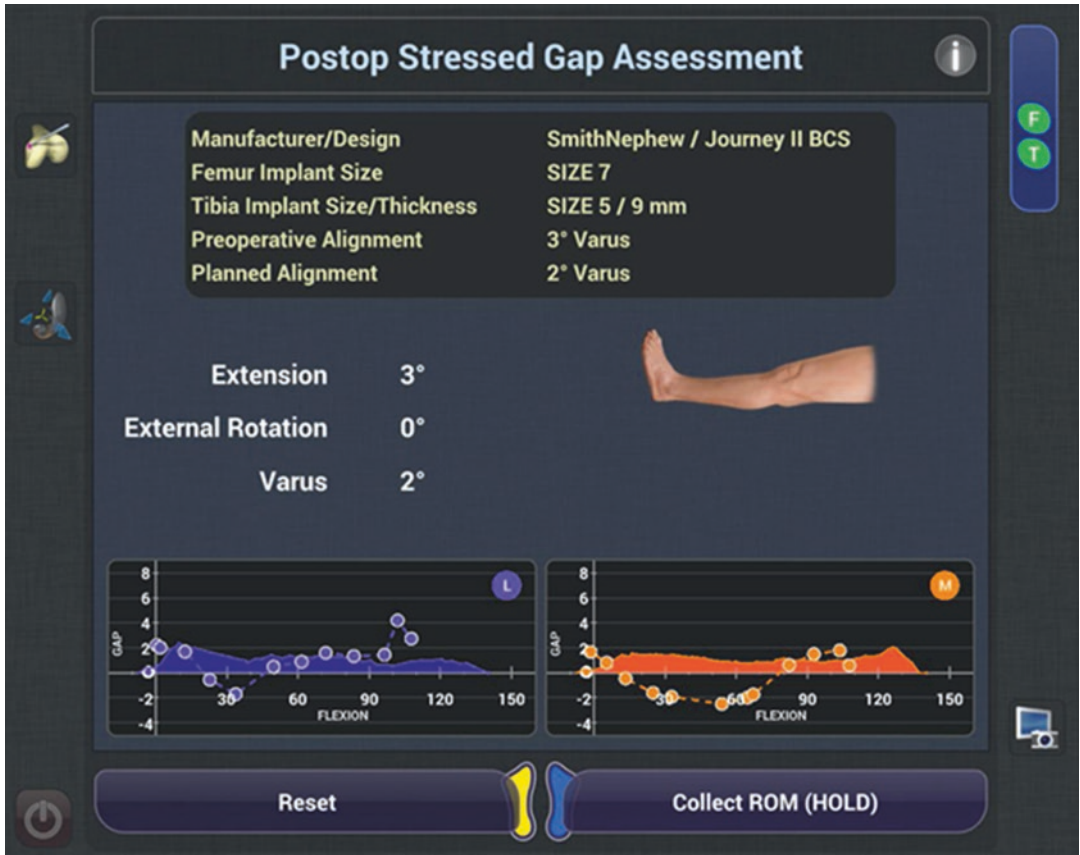 Postop Stressed Gap Assessment
i
F
T
Manufacturer/Design SmithNephew / Journey II BCS
Femur Implant Size SIZE 7
Tibia Implant Size/Thickness SIZE 5 / 9 mm
Preoperative Alignment 3° Varus
Planned Alignment 2° Varus
Extension 3°
External Rotation 0°
Varus 2°
8
6
4
2
0
-2
-4
GAP
30 60 90 120 150
FLEXION
L
8
6
4
2
0
-2
-4
GAP
30 60 90 120 150
FLEXION
M
Reset
Collect ROM (HOLD)